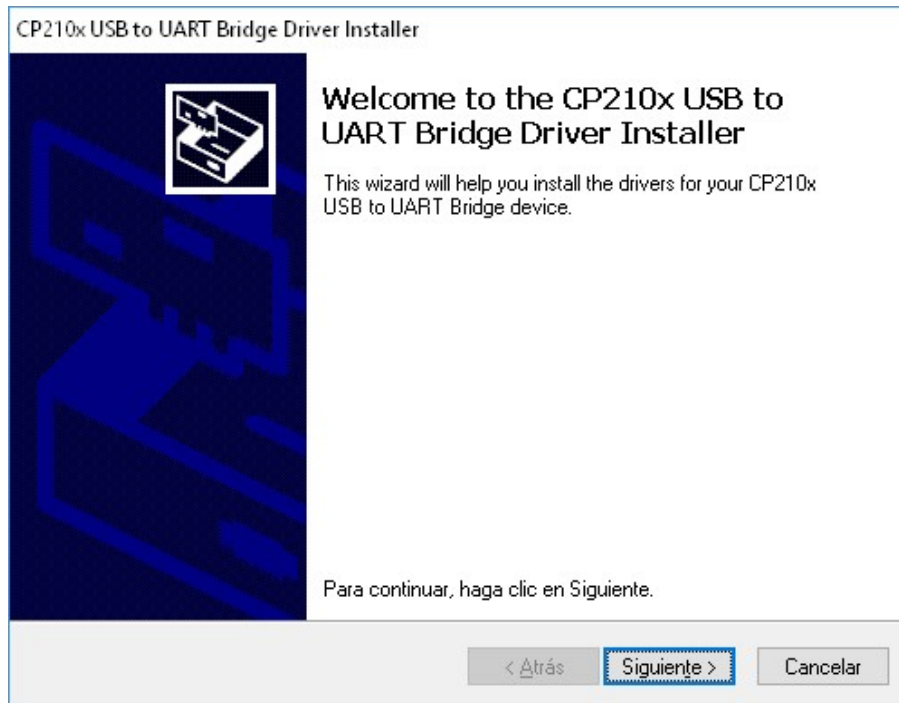 CP210x USB to UART Bridge Driver Installer
Welcome to the CP210x USB to
UART Bridge Driver Installer
This wizard will help you install the drivers for your CP210x
USB to UART Bridge device.
Para continuar, haga clic en Siguiente.
< Atrás Siguiente > Cancelar